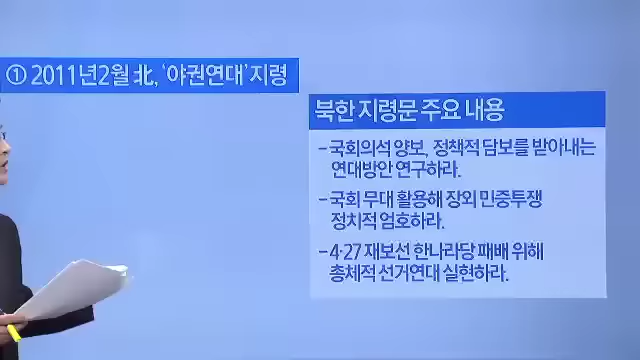 ① 2011년2월 北, '야권연대' 지령
북한 지령문 주요 내용
- 국회의석 양보, 정책적 담보를 받아내는
연대방안 연구하라.
- 국회 무대 활용해 장외 민중투쟁
정치적 엄호하라.
- 4·27 재보선 한나라당 패배 위해
총체적 선거연대 실현하라.